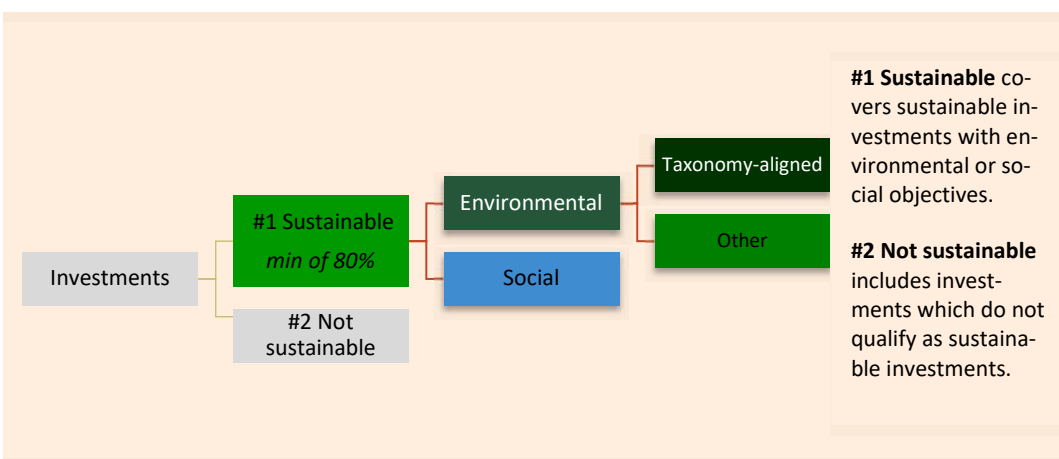 Investments
#1 Sustainable
min of 80%
#2 Not
sustainable
Environmental
Social
Taxonomy-aligned
Other
#1 Sustainable co-
vers sustainable in-
vestments with en-
vironmental or so-
cial objectives.
#2 Not sustainable
includes invest-
ments which do not
qualify as sustaina-
ble investments.